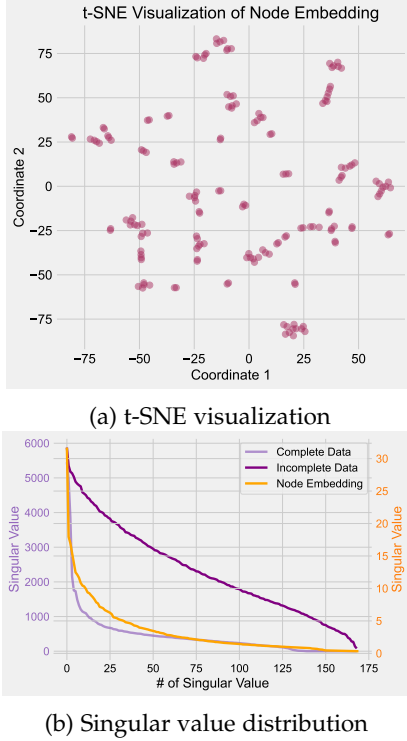 t-SNE Visualization of Node Embedding
Coordinate 2
75
50
25
0
−25
−50
−75
−75 −50 −25 0 25 50
Coordinate 1
(a) t-SNE visualization
Singular Value
6000
5000
4000
3000
2000
1000
0
Complete Data
Incomplete Data
Node Embedding
30
25
20
15
10
5
0
Singular Value
0 25 50 75 100 125 150 175
# of Singular Value
(b) Singular value distribution